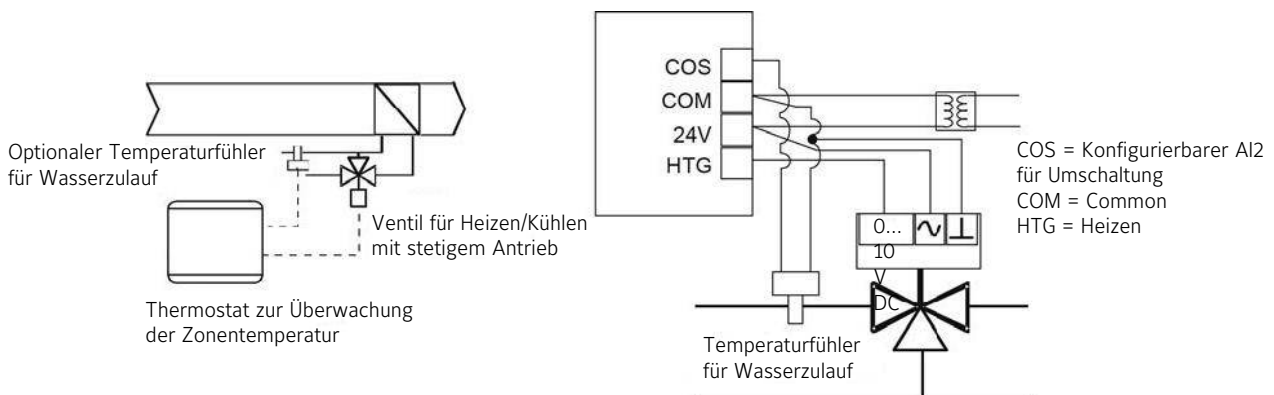 Optionaler Temperaturfühler
für Wasserzulauf
Ventil für Heizen/Kühlen
mit stetigem Antrieb
Thermostat zur Überwachung
der Zonentemperatur
COS
COM
24V
HTG
0...
10
V
DC
Temperaturfühler
für Wasserzulauf
COS = Konfigurierbarer AI2
für Umschaltung
COM = Common
HTG = Heizen